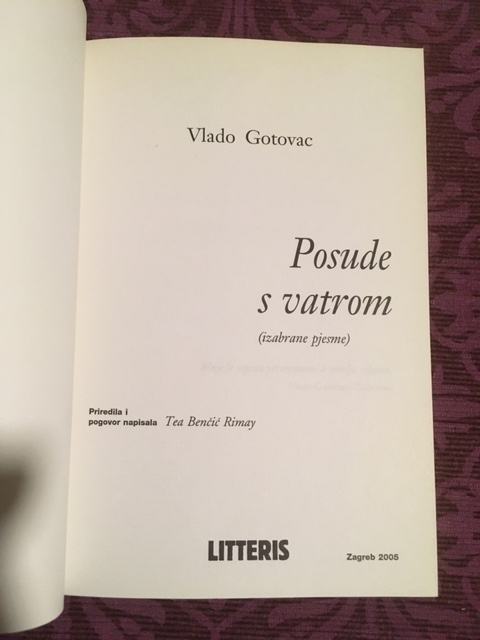 Vlado Gotovac
Posude
s vatrom
(izabrane pjesme)
Priredila i
pogovor napisala Tea Benčić Rimay
LITTERIS
Zagreb 2005